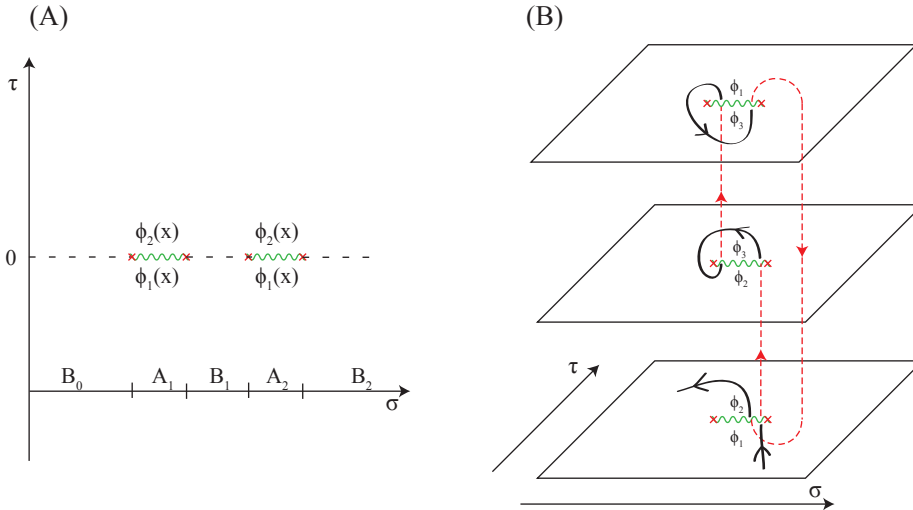 (A)
τ
ϕ₂(x) ϕ₂(x)
0
ϕ₁(x) ϕ₁(x)
B₀ A₁ B₁ A₂ B₂
σ
(B)
ϕ₁
ϕ₃
ϕ₃
ϕ₂
τ
ϕ₂
ϕ₁
σ